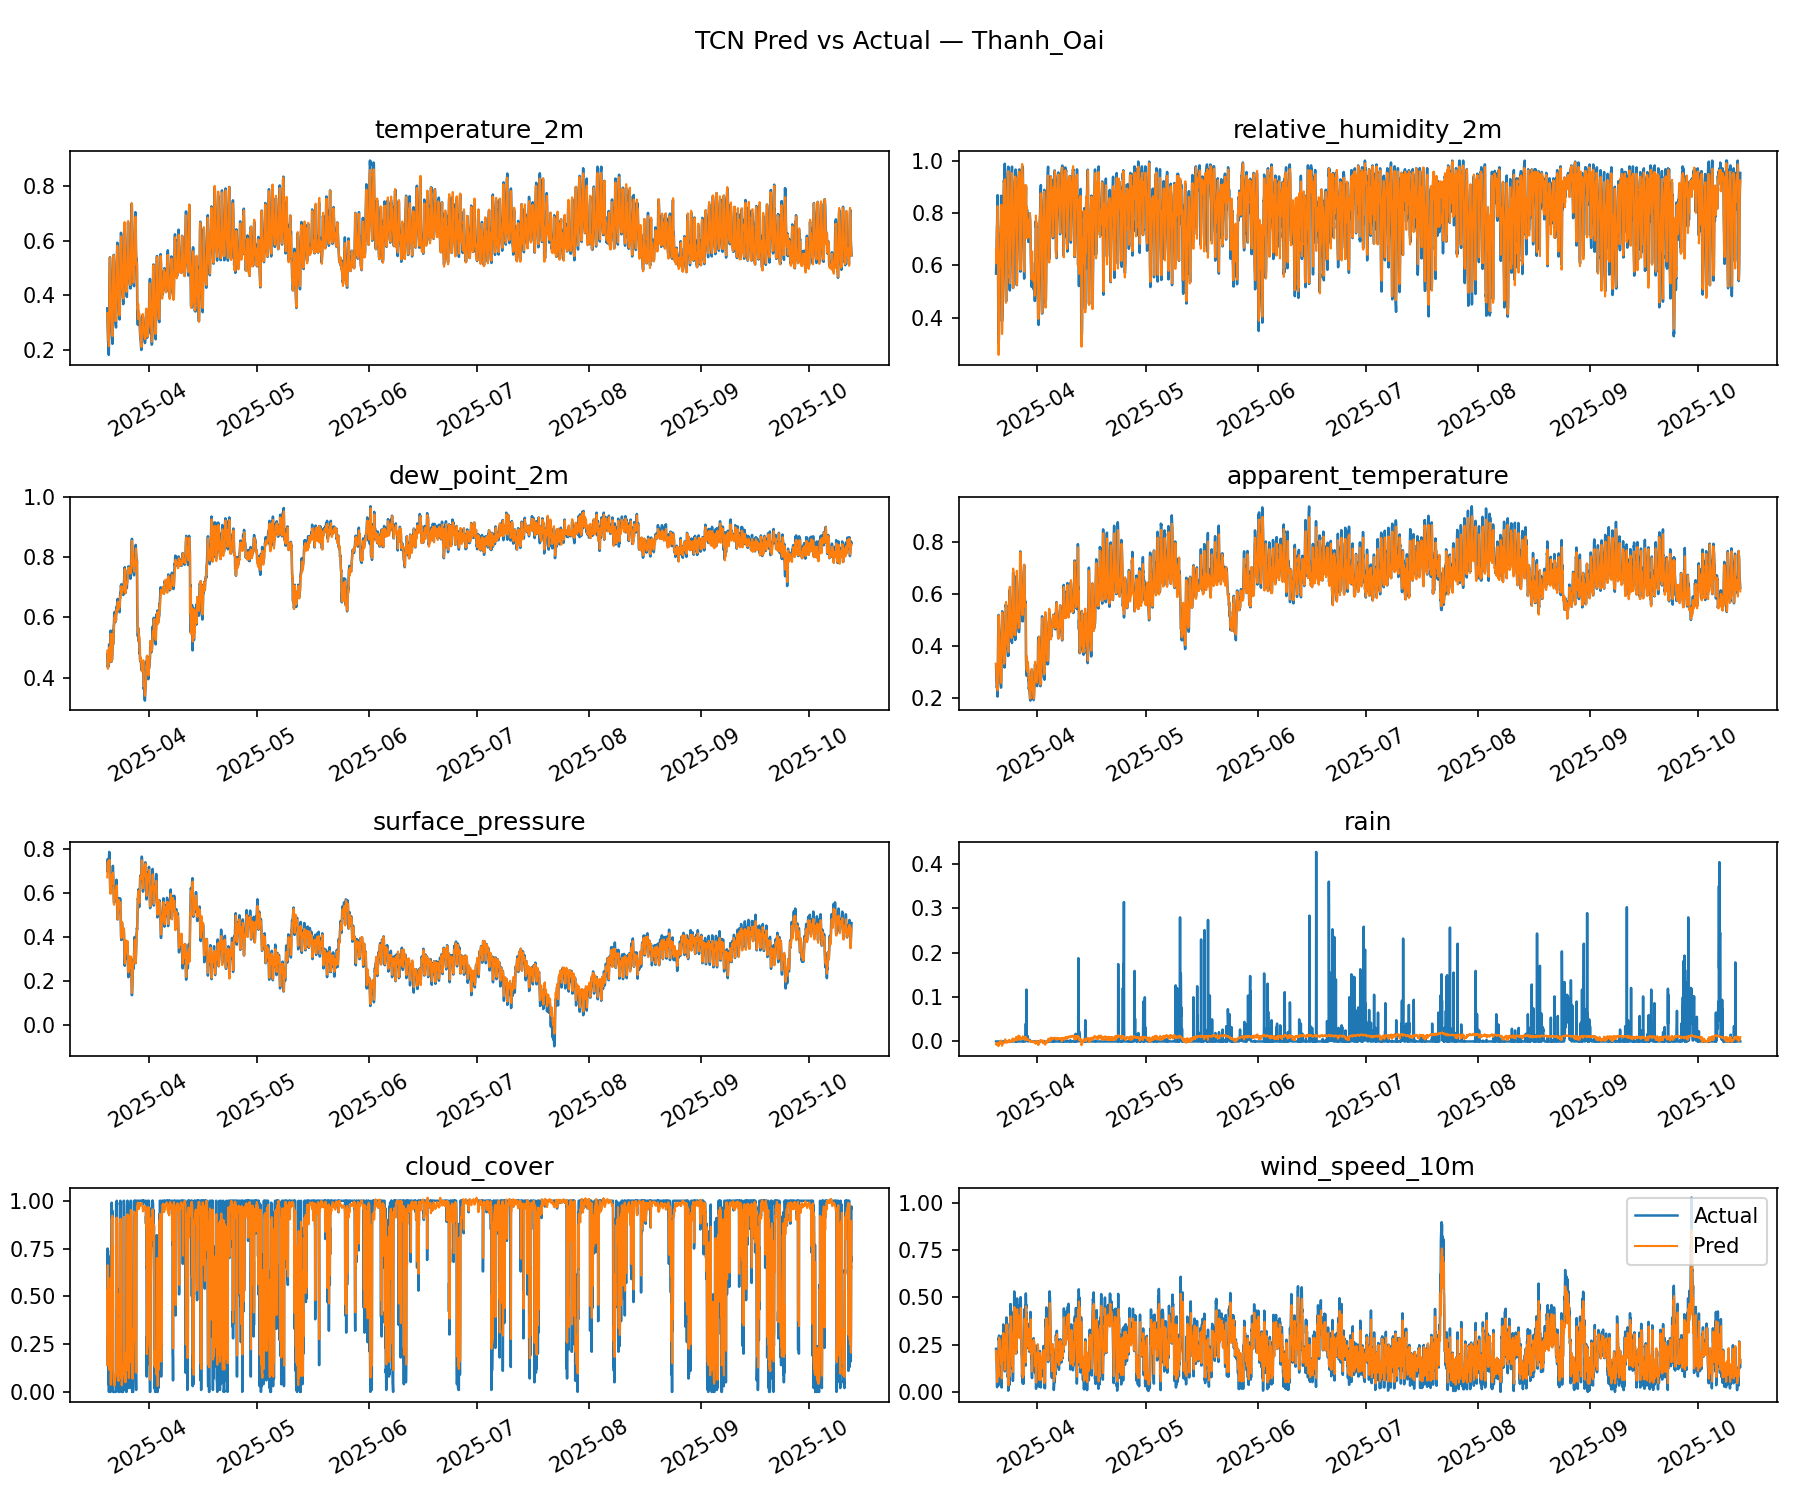 TCN Pred vs Actual — Thanh_Oai
temperature_2m
0.8
0.6
0.4
0.2
2025-04 2025-05 2025-06 2025-07 2025-08 2025-09 2025-10
relative_humidity_2m
1.0
0.8
0.6
0.4
2025-04 2025-05 2025-06 2025-07 2025-08 2025-09 2025-10
dew_point_2m
1.0
0.8
0.6
0.4
2025-04 2025-05 2025-06 2025-07 2025-08 2025-09 2025-10
apparent_temperature
0.8
0.6
0.4
0.2
2025-04 2025-05 2025-06 2025-07 2025-08 2025-09 2025-10
surface_pressure
0.8
0.6
0.4
0.2
0.0
2025-04 2025-05 2025-06 2025-07 2025-08 2025-09 2025-10
rain
0.4
0.3
0.2
0.1
0.0
2025-04 2025-05 2025-06 2025-07 2025-08 2025-09 2025-10
cloud_cover
1.00
0.75
0.50
0.25
0.00
2025-04 2025-05 2025-06 2025-07 2025-08 2025-09 2025-10
wind_speed_10m
1.00
0.75
0.50
0.25
0.00
Actual
Pred
2025-04 2025-05 2025-06 2025-07 2025-08 2025-09 2025-10